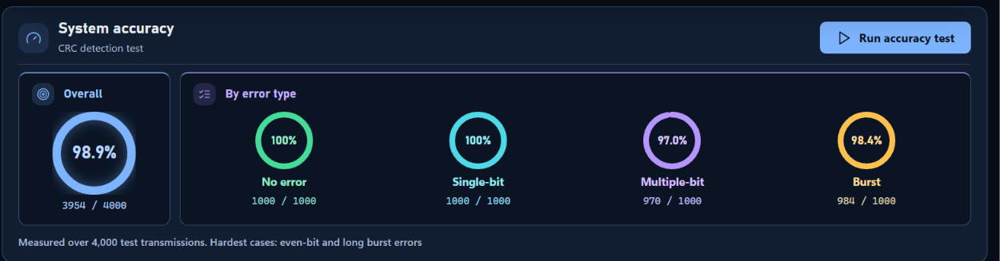 System accuracy
CRC detection test
Run accuracy test
Overall
98.9%
3954 / 4000
By error type
100%
No error
1000 / 1000
100%
Single-bit
1000 / 1000
97.0%
Multiple-bit
970 / 1000
98.4%
Burst
984 / 1000
Measured over 4,000 test transmissions. Hardest cases: even-bit and long burst errors